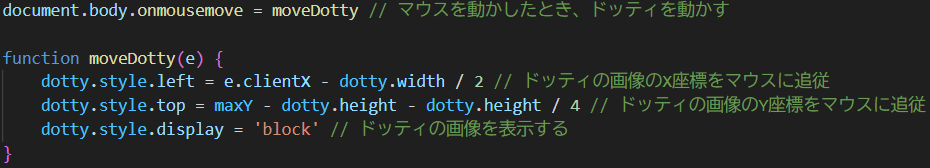 document.body.onmousemove = moveDotty // マウスを動かしたとき、ドッティを動かす
function moveDotty(e) {
dotty.style.left = e.clientX - dotty.width / 2 // ドッティの画像のX座標をマウスに追従
dotty.style.top = maxY - dotty.height - dotty.height / 4 // ドッティの画像のY座標をマウスに追従
dotty.style.display = 'block' // ドッティの画像を表示する
}